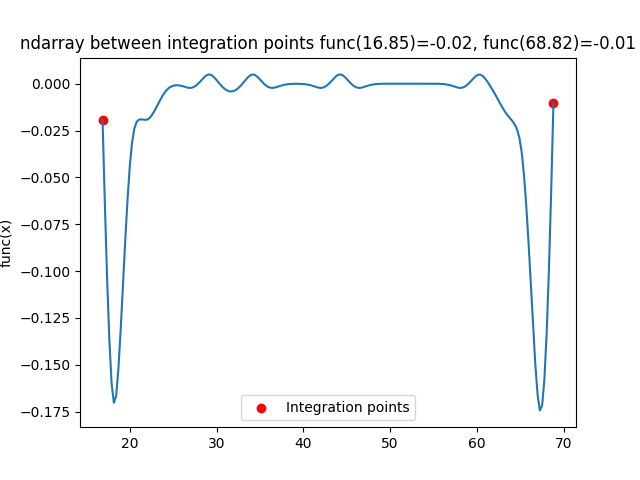 ndarray between integration points func(16.85)=-0.02, func(68.82)=-0.01
0.000
−0.025
−0.050
−0.075
−0.100
−0.125
−0.150
−0.175
func(x)
Integration points
20 30 40 50 60 70